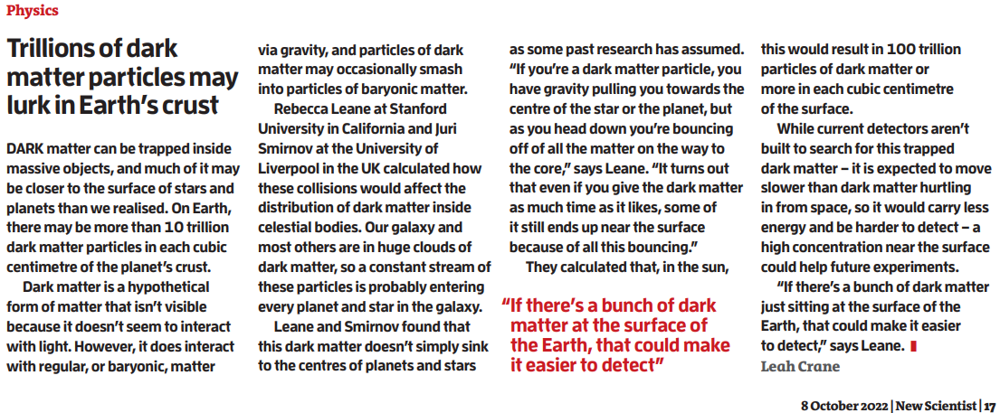 Physics
Trillions of dark
matter particles may
lurk in Earth's crust
DARK matter can be trapped inside
massive objects, and much of it may
be closer to the surface of stars and
planets than we realised. On Earth,
there may be more than 10 trillion
dark matter particles in each cubic
centimetre of the planet's crust.
Dark matter is a hypothetical
form of matter that isn't visible
because it doesn't seem to interact
with light. However, it does interact
with regular, or baryonic, matter
via gravity, and particles of dark
matter may occasionally smash
into particles of baryonic matter.
Rebecca Leane at Stanford
University in California and Juri
Smirnov at the University of
Liverpool in the UK calculated how
these collisions would affect the
distribution of dark matter inside
celestial bodies. Our galaxy and
most others are in huge clouds of
dark matter, so a constant stream of
these particles is probably entering
every planet and star in the galaxy.
Leane and Smirnov found that
this dark matter doesn't simply sink
to the centres of planets and stars
as some past research has assumed.
"If you're a dark matter particle, you
have gravity pulling you towards the
centre of the star or the planet, but
as you head down you're bouncing
off of all the matter on the way to
the core," says Leane. "It turns out
that even if you give the dark matter
as much time as it likes, some of
it still ends up near the surface
because of all this bouncing."
They calculated that, in the sun,
"If there's a bunch of dark
matter at the surface of
the Earth, that could make
it easier to detect"
this would result in 100 trillion
particles of dark matter or
more in each cubic centimetre
of the surface.
While current detectors aren't
built to search for this trapped
dark matter – it is expected to move
slower than dark matter hurtling
in from space, so it would carry less
energy and be harder to detect – a
high concentration near the surface
could help future experiments.
"If there's a bunch of dark matter
just sitting at the surface of the
Earth, that could make it easier
to detect," says Leane.
Leah Crane
8 October 2022 | New Scientist | 17